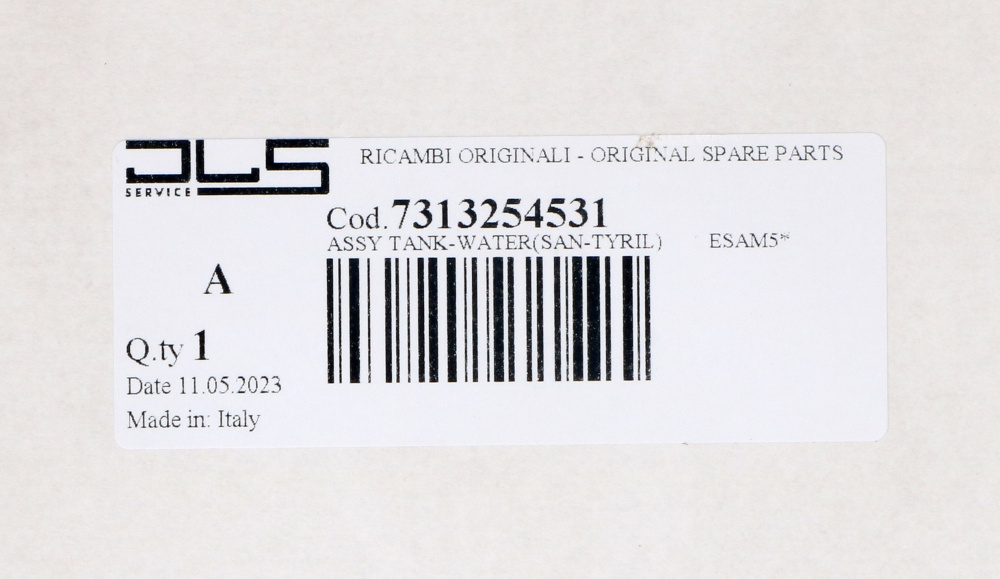 DLS
SERVICE
RICAMBI ORIGINALI - ORIGINAL SPARE PARTS
Cod. 7313254531
ASSY TANK-WATER(SAN-TYRIL) ESAM5*
A
Q.ty 1
Date 11.05.2023
Made in: Italy